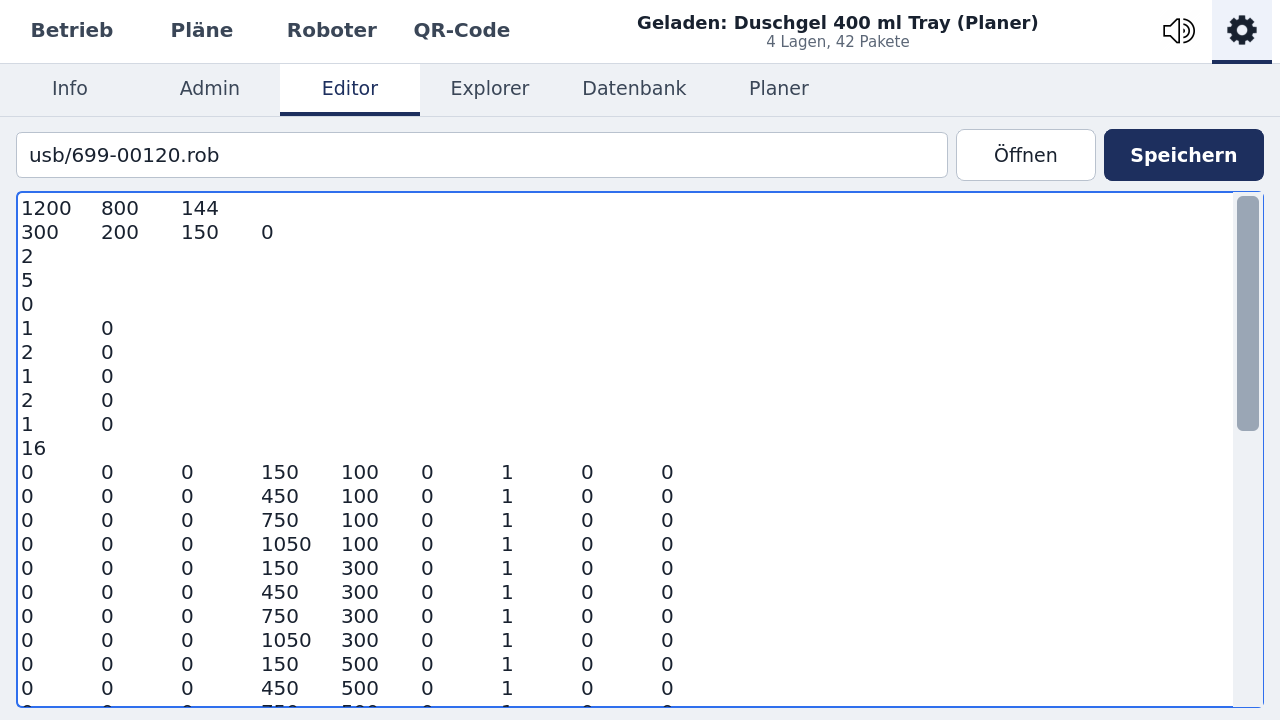 Betrieb Pläne Roboter QR-Code
Geladen: Duschgel 400 ml Tray (Planer)
4 Lagen, 42 Pakete
Info Admin Editor Explorer Datenbank Planer
usb/699-00120.rob Öffnen Speichern
1200 800 144
300 200 150 0
2
5
0
1 0
2 0
1 0
2 0
1 0
16
0 0 0 150 100 0 1 0 0
0 0 0 450 100 0 1 0 0
0 0 0 750 100 0 1 0 0
0 0 0 1050 100 0 1 0 0
0 0 0 150 300 0 1 0 0
0 0 0 450 300 0 1 0 0
0 0 0 750 300 0 1 0 0
0 0 0 1050 300 0 1 0 0
0 0 0 150 500 0 1 0 0
0 0 0 450 500 0 1 0 0